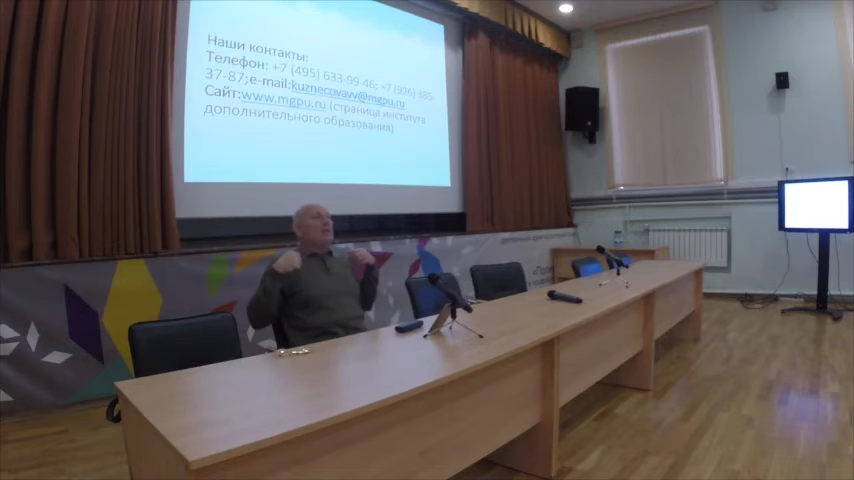 Наши контакты:
Телефон: +7 (495) 633-99-46; +7 (926) 885-
37-87;e-mail:kuznecovavv@mgpu.ru
Сайт:www.mgpu.ru (страница института
дополнительного образования)